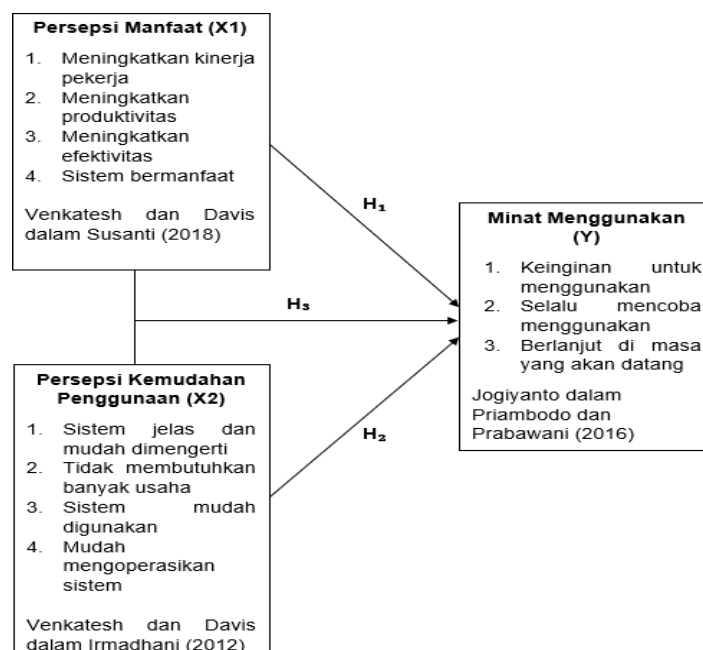 Persepsi Manfaat (X1)
1. Meningkatkan kinerja
pekerja
2. Meningkatkan
produktivitas
3. Meningkatkan
efektivitas
4. Sistem bermanfaat
Venkatesh dan Davis
dalam Susanti (2018)
H₁
Minat Menggunakan
(Y)
1. Keinginan untuk
menggunakan
2. Selalu mencoba
menggunakan
3. Berlanjut di masa
yang akan datang
Jogiyanto dalam
Priambodo dan
Prabawani (2016)
H₃
Persepsi Kemudahan
Penggunaan (X2)
1. Sistem jelas dan
mudah dimengerti
2. Tidak membutuhkan
banyak usaha
3. Sistem mudah
digunakan
4. Mudah
mengoperasikan
sistem
Venkatesh dan Davis
dalam Irmadhani (2012)
H₂